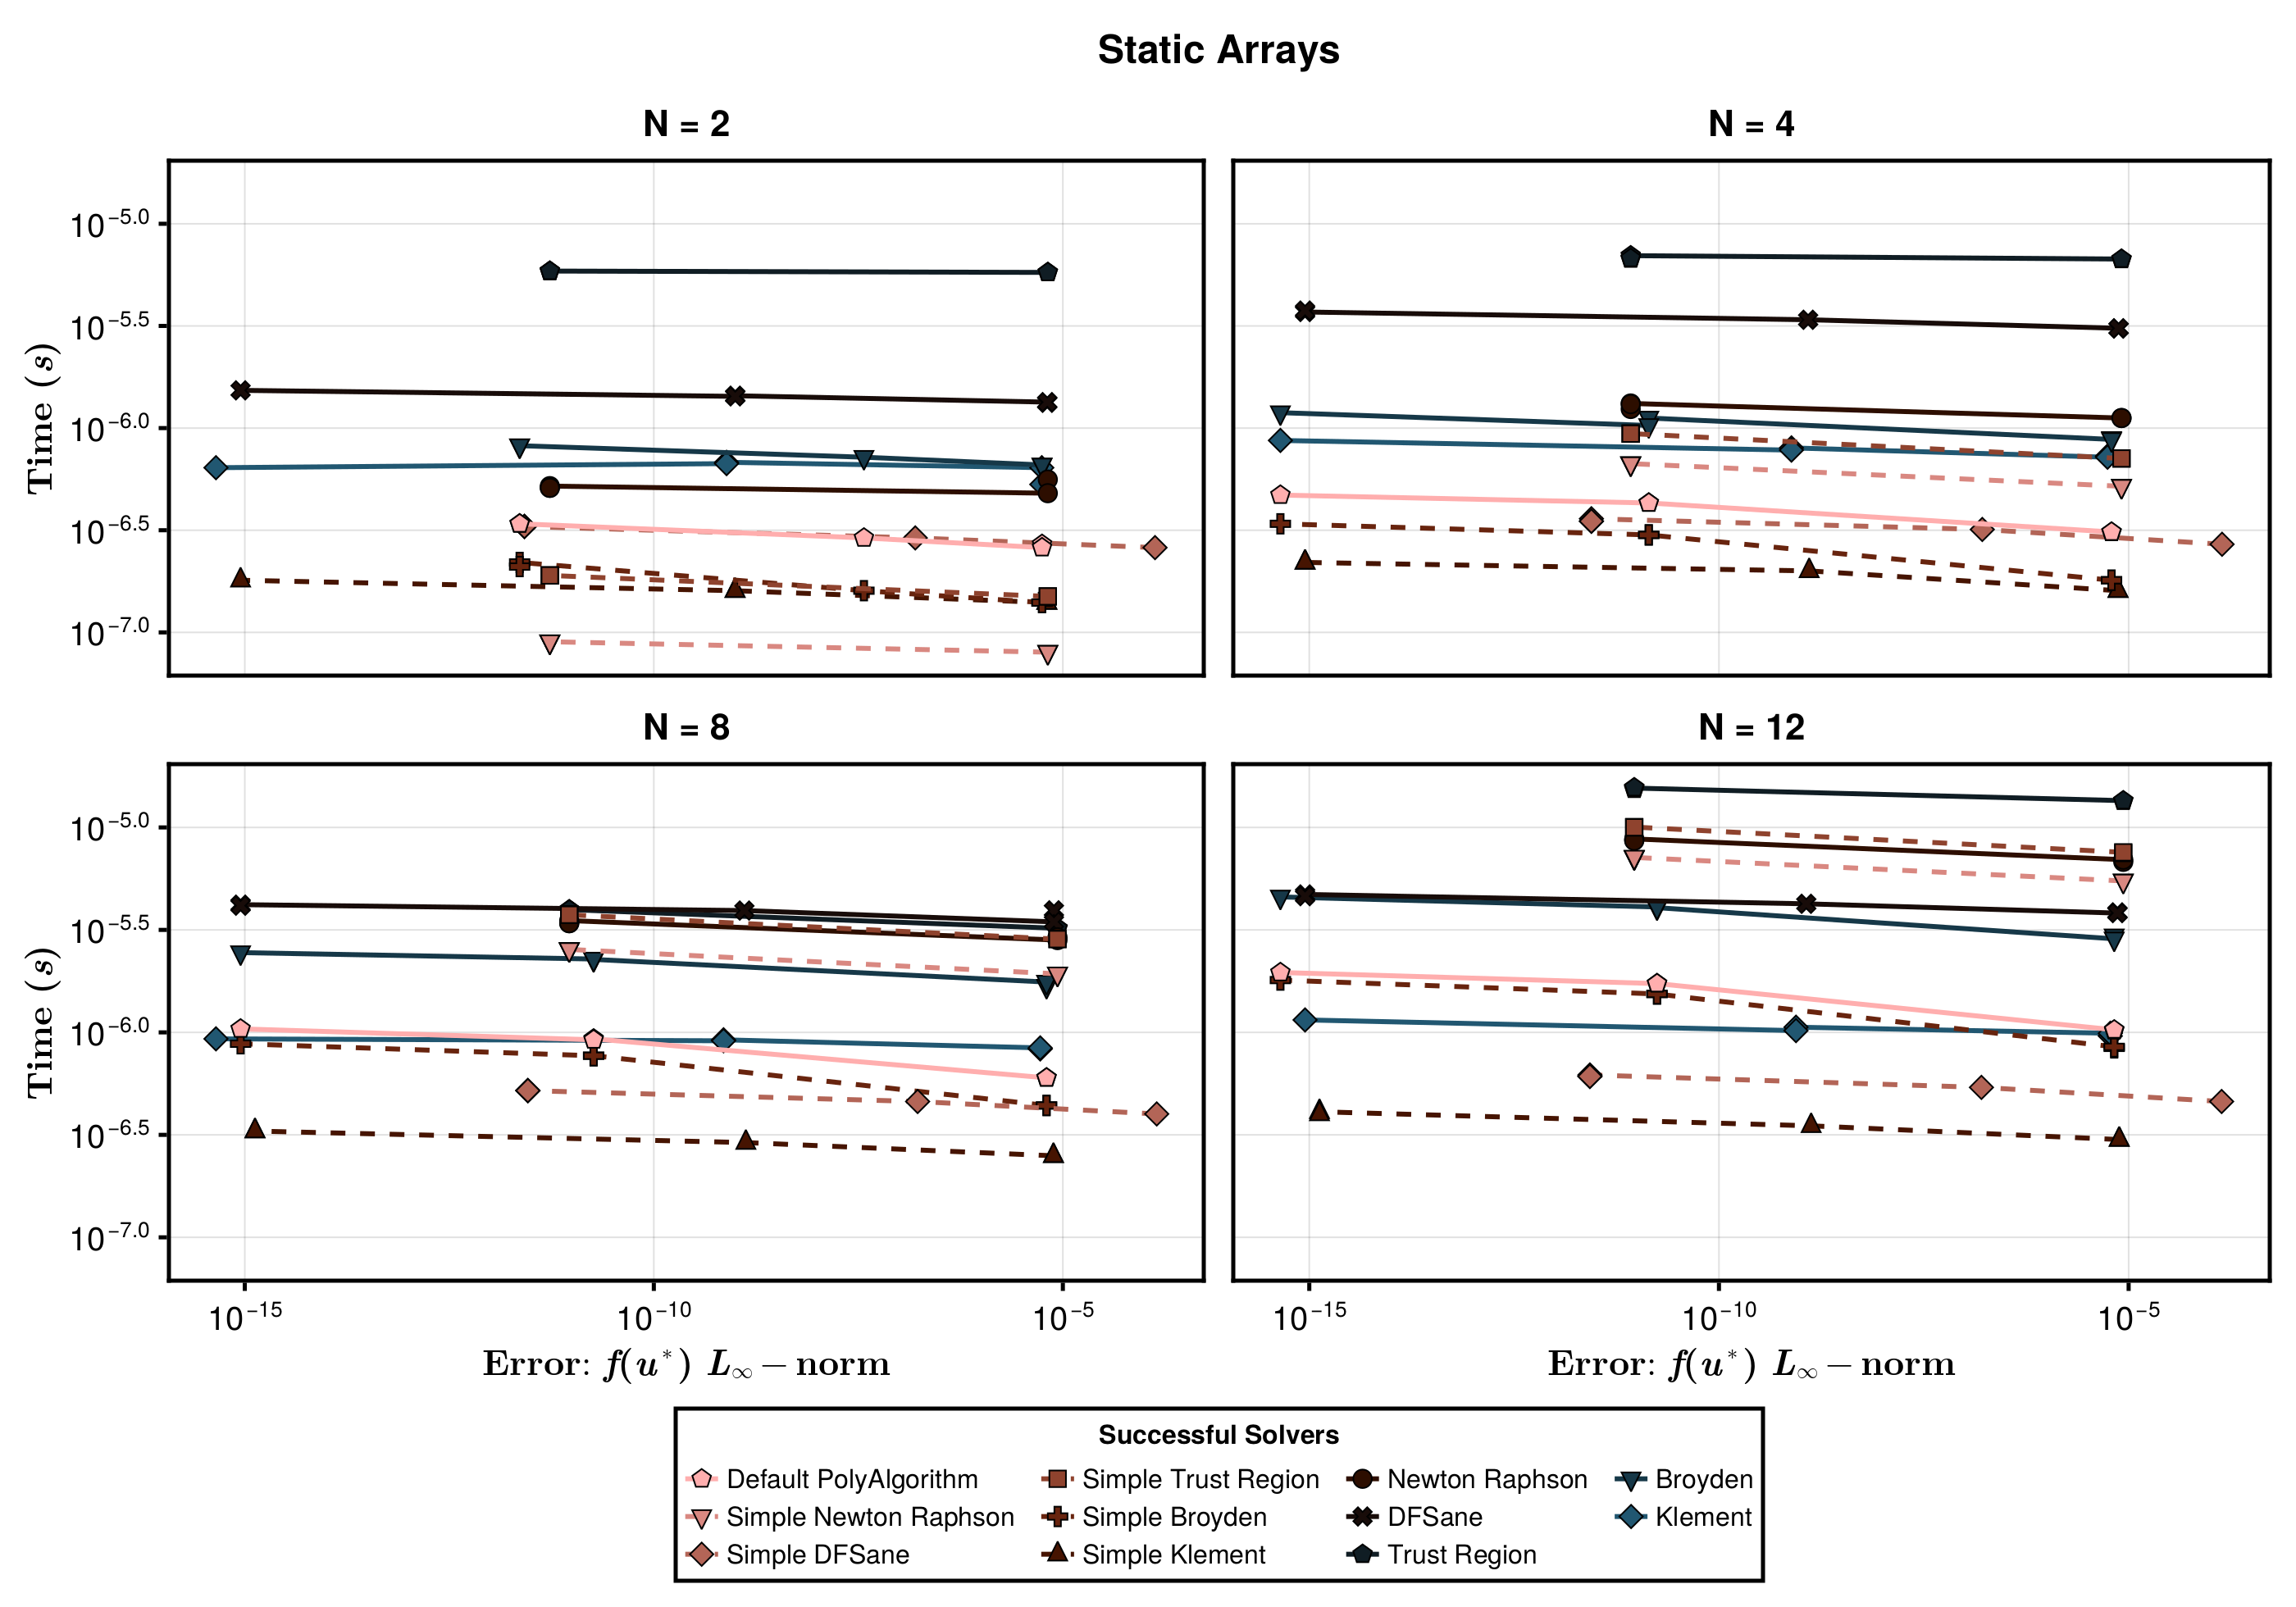 Static Arrays
N = 2
N = 4
Time (s)
10^−5.0
10^−5.5
10^−6.0
10^−6.5
10^−7.0
N = 8
N = 12
Time (s)
10^−5.0
10^−5.5
10^−6.0
10^−6.5
10^−7.0
10^−15 10^−10 10^−5
10^−15 10^−10 10^−5
Error: f(u*) L∞ − norm
Error: f(u*) L∞ − norm
Successful Solvers
Default PolyAlgorithm Simple Trust Region Newton Raphson Broyden
Simple Newton Raphson Simple Broyden DFSane Klement
Simple DFSane Simple Klement Trust Region